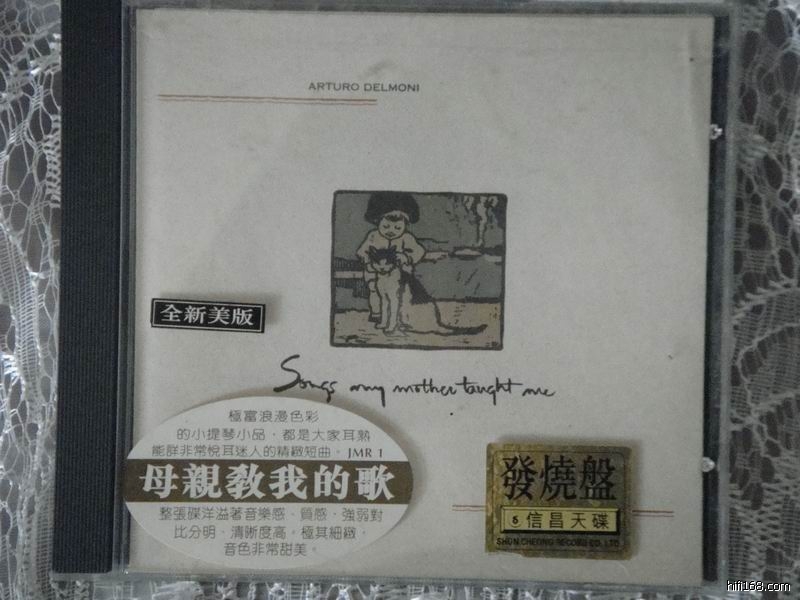 ARTURO DELMONI
全新美版
Songs my mother taught me
極富浪漫色彩
的小提琴小品，都是大家耳熟
能群非常悅耳迷人的精緻短曲。JMR 1
母親教我的歌
整張碟洋溢著音樂感、質感，強弱對
比分明、清晰度高，極其細緻，
音色非常甜美。
發燒盤
信昌天碟
SHUN CHEONG RECORD CO. LTD
hifi168.com